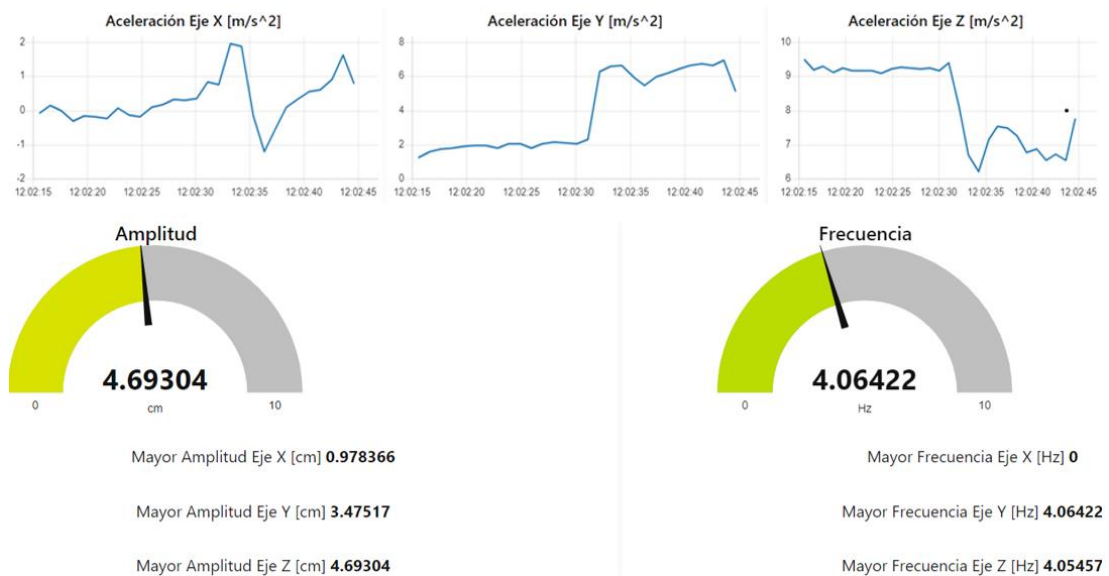 Aceleración Eje X [m/s^2]
2
1
0
-1
-2
12:02:15 12:02:20 12:02:25 12:02:30 12:02:35 12:02:40 12:02:45
Aceleración Eje Y [m/s^2]
8
6
4
2
0
12:02:15 12:02:20 12:02:25 12:02:30 12:02:35 12:02:40 12:02:45
Aceleración Eje Z [m/s^2]
10
9
8
7
6
12:02:15 12:02:20 12:02:25 12:02:30 12:02:35 12:02:40 12:02:45
Amplitud
4.69304
0 cm 10
Frecuencia
4.06422
0 Hz 10
Mayor Amplitud Eje X [cm] 0.978366
Mayor Amplitud Eje Y [cm] 3.47517
Mayor Amplitud Eje Z [cm] 4.69304
Mayor Frecuencia Eje X [Hz] 0
Mayor Frecuencia Eje Y [Hz] 4.06422
Mayor Frecuencia Eje Z [Hz] 4.05457